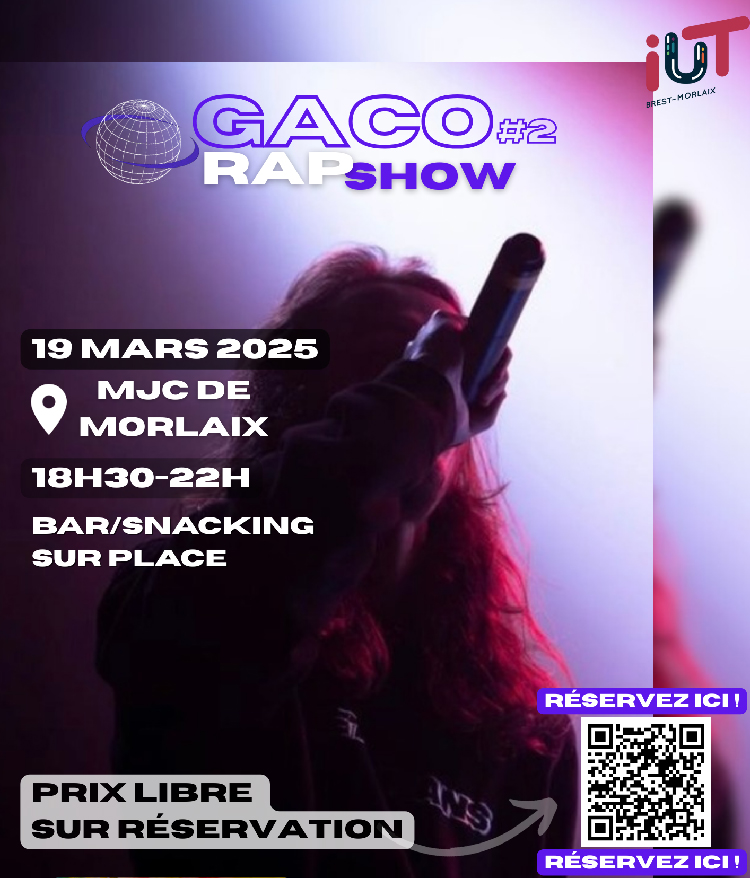 iUT
BREST-MORLAIX
GACO #2
RAP SHOW
19 MARS 2025
MJC DE
MORLAIX
18H30-22H
BAR/SNACKING
SUR PLACE
RÉSERVEZ ICI !
PRIX LIBRE
SUR RÉSERVATION
ANS
RÉSERVEZ ICI !